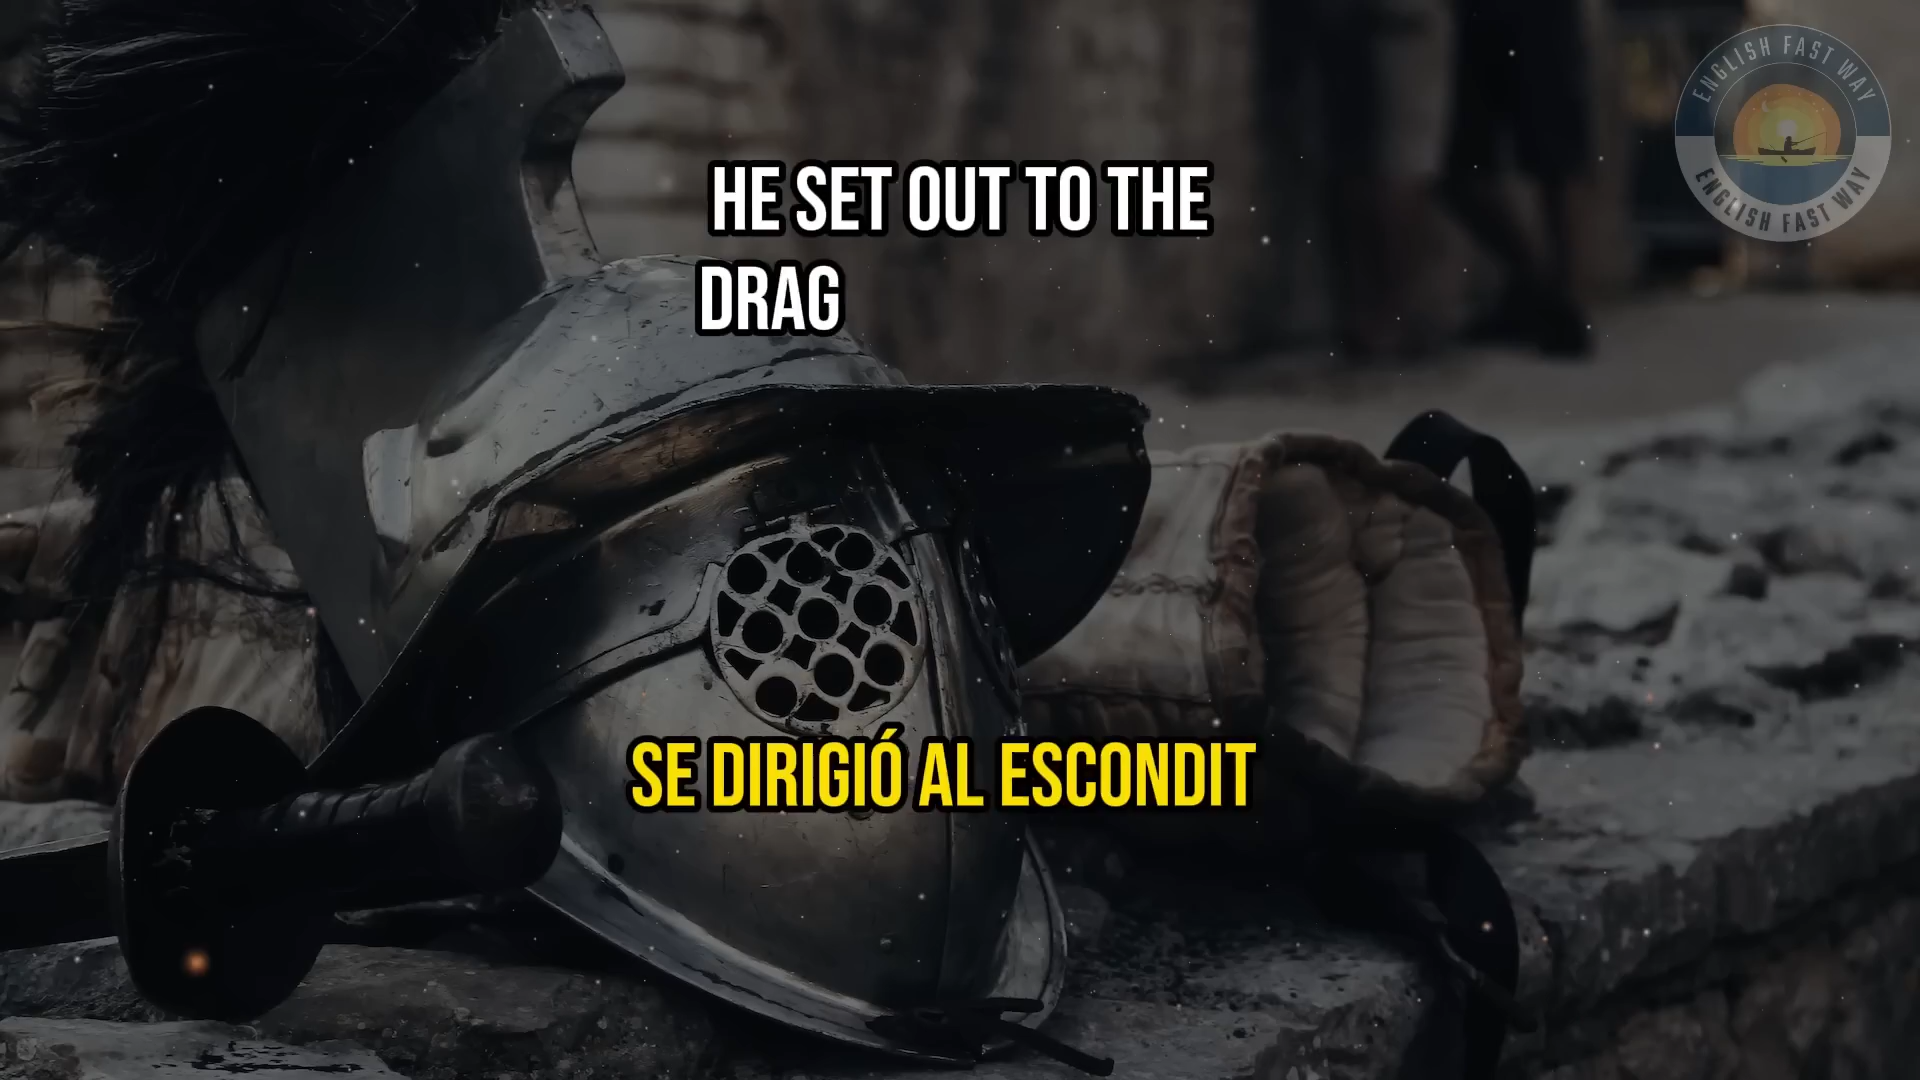 ENGLISH FAST WAY
ENGLISH FAST WAY
HE SET OUT TO THE
DRAG
SE DIRIGIÓ AL ESCONDIT